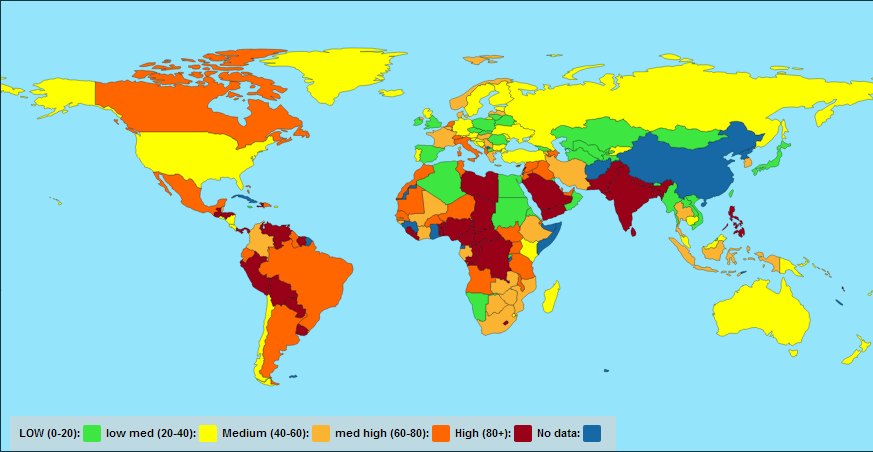 LOW (0-20): low med (20-40): Medium (40-60): med high (60-80): High (80+): No data: